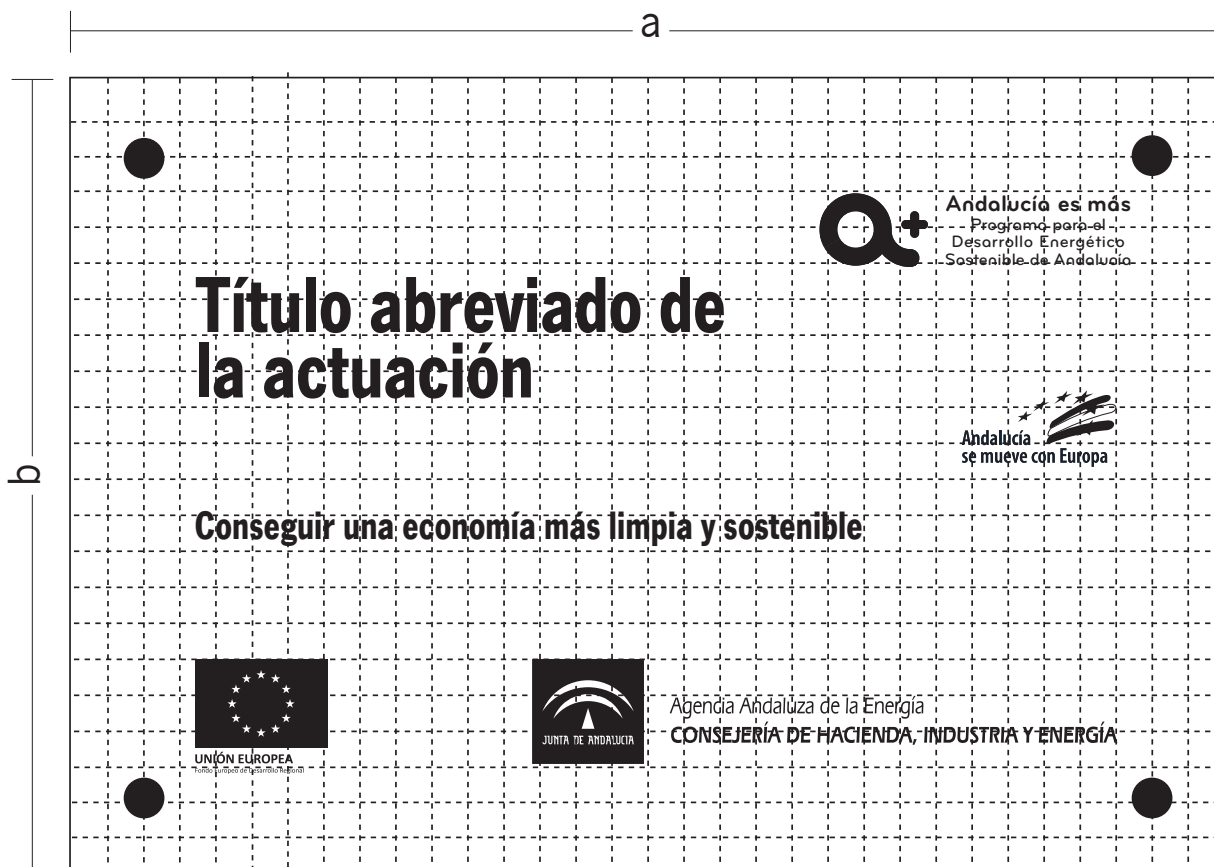 a
b
Andalucía es más
Programa para el
Desarrollo Energético
Sostenible de Andalucía
Título abreviado de
la actuación
Andalucía
se mueve con Europa
Conseguir una economía más limpia y sostenible
JUNTA DE ANDALUCIA
Agencia Andaluza de la Energía
CONSEJERÍA DE HACIENDA, INDUSTRIA Y ENERGÍA
UNIÓN EUROPEA
Fondo Europeo de Desarrollo Regional